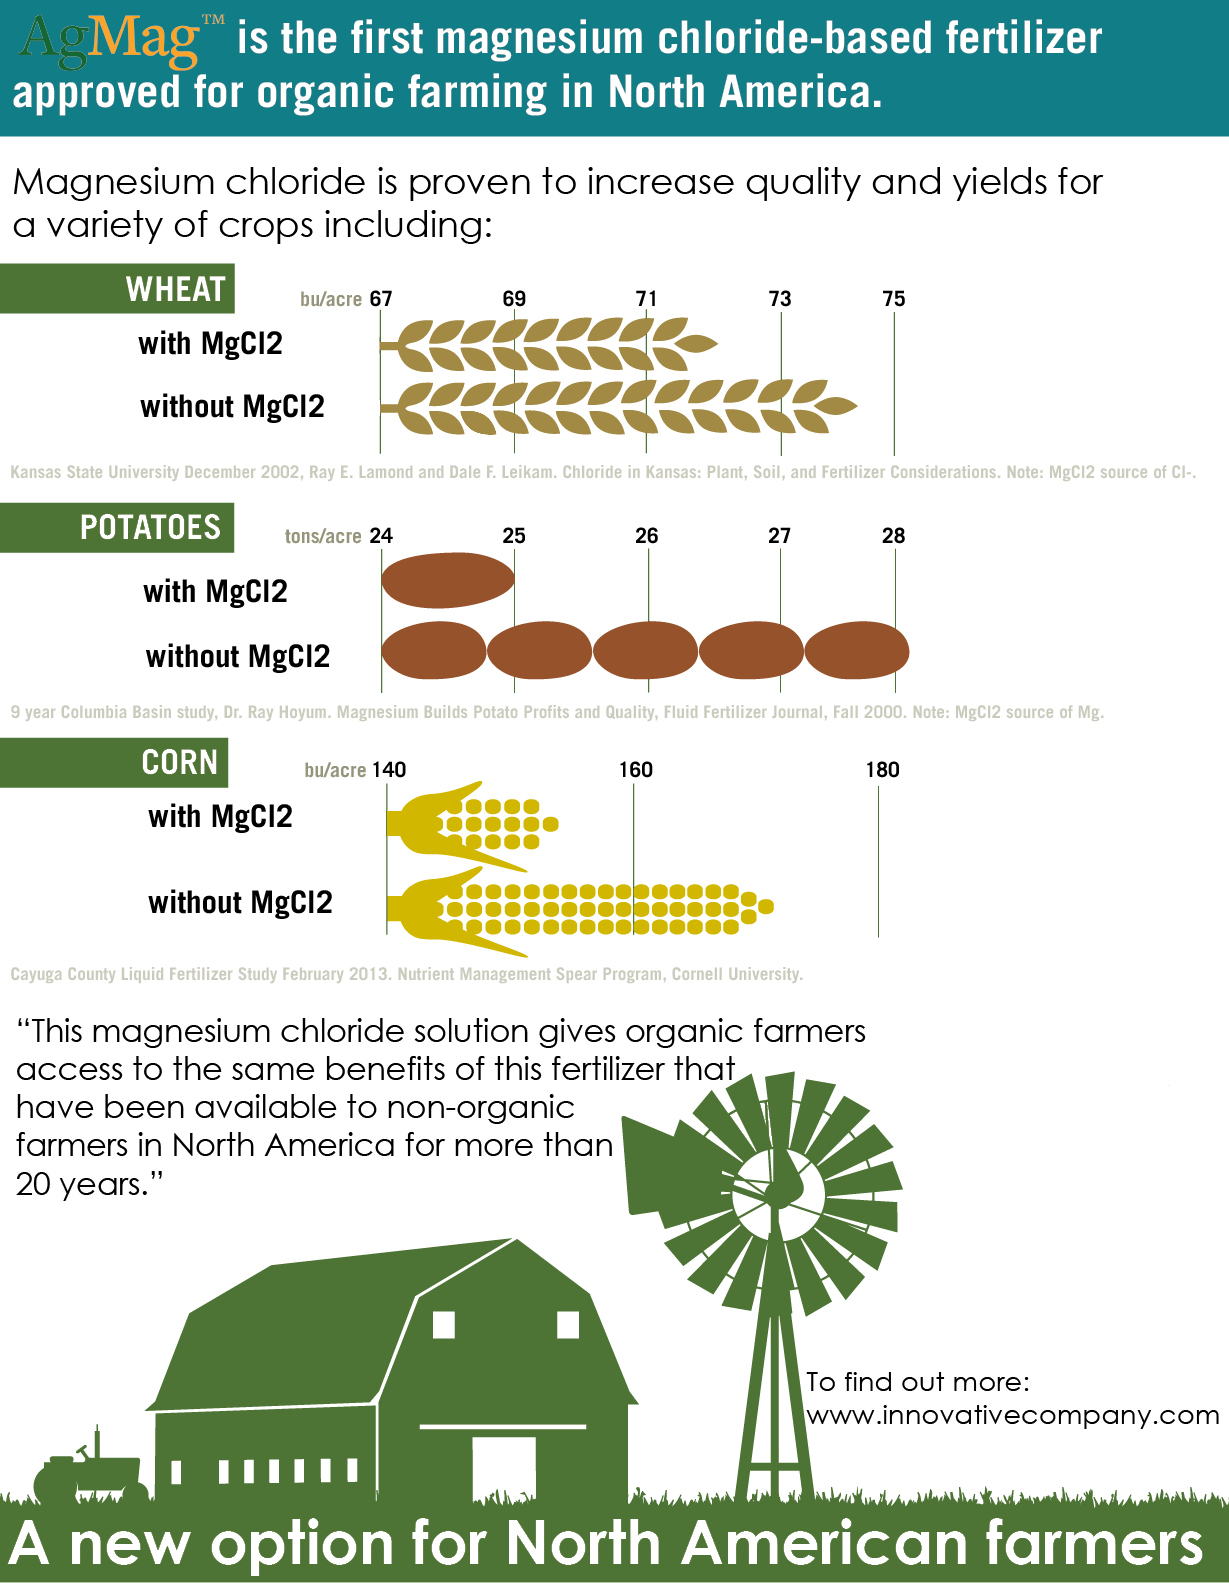 AgMag™ is the first magnesium chloride-based fertilizer
approved for organic farming in North America.
Magnesium chloride is proven to increase quality and yields for
a variety of crops including:
WHEAT
bu/acre 67 69 71 73 75
with MgCl2
without MgCl2
Kansas State University December 2002, Ray E. Lamond and Dale F. Leikam. Chloride in Kansas: Plant, Soil, and Fertilizer Considerations. Note: MgCl2 source of Cl-.
POTATOES
tons/acre 24 25 26 27 28
with MgCl2
without MgCl2
9 year Columbia Basin study, Dr. Ray Hoyum. Magnesium Builds Potato Profits and Quality, Fluid Fertilizer Journal, Fall 2000. Note: MgCl2 source of Mg.
CORN
bu/acre 140 160 180
with MgCl2
without MgCl2
Cayuga County Liquid Fertilizer Study February 2013. Nutrient Management Spear Program, Cornell University.
“This magnesium chloride solution gives organic farmers
access to the same benefits of this fertilizer that
have been available to non-organic
farmers in North America for more than
20 years.”
To find out more:
www.innovativecompany.com
A new option for North American farmers